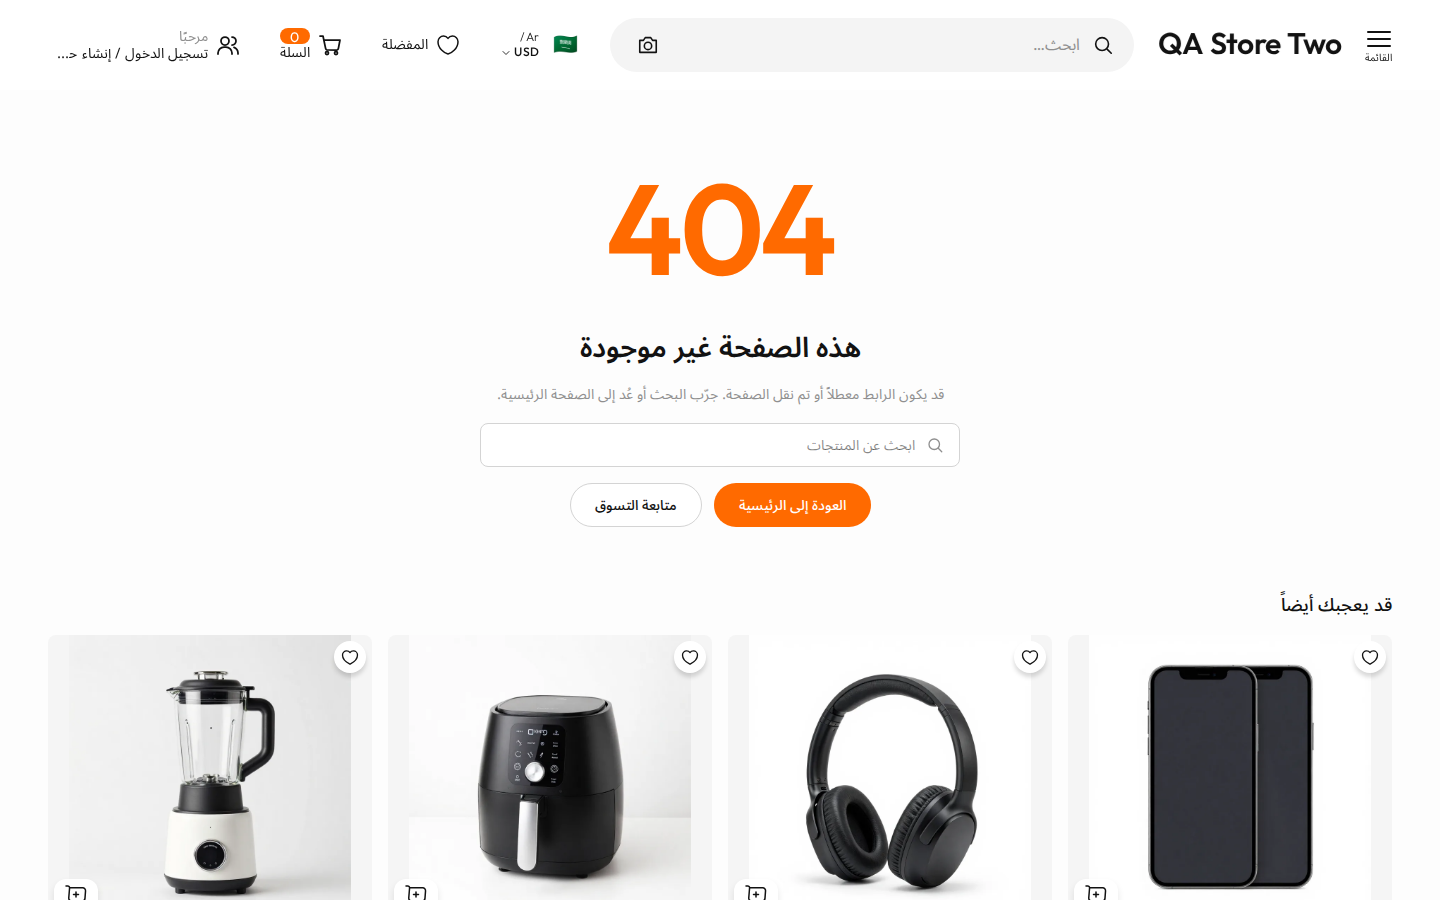 القائمة
QA Store Two
ابحث...
Ar /
USD
المفضلة
0
السلة
مرحبًا
تسجيل الدخول / إنشاء حـ...
404
هذه الصفحة غير موجودة
قد يكون الرابط معطلاً أو تم نقل الصفحة. جرّب البحث أو عُد إلى الصفحة الرئيسية.
ابحث عن المنتجات
العودة إلى الرئيسية
متابعة التسوق
قد يعجبك أيضاً